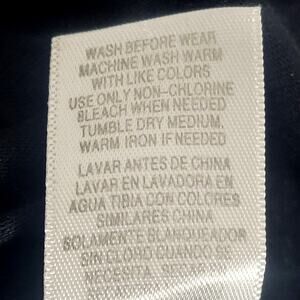 WASH BEFORE WEAR
MACHINE WASH WARM
WITH LIKE COLORS
USE ONLY NON-CHLORINE
BLEACH WHEN NEEDED
TUMBLE DRY MEDIUM,
WARM IRON IF NEEDED
LAVAR ANTES DE CHINA
LAVAR EN LAVADORA EN
AGUA TIBIA CON COLORES
SIMILARES CHINA
SOLAMENTE BLANQUEADOR
SIN CLORO CUANDO SE
NECESITA,